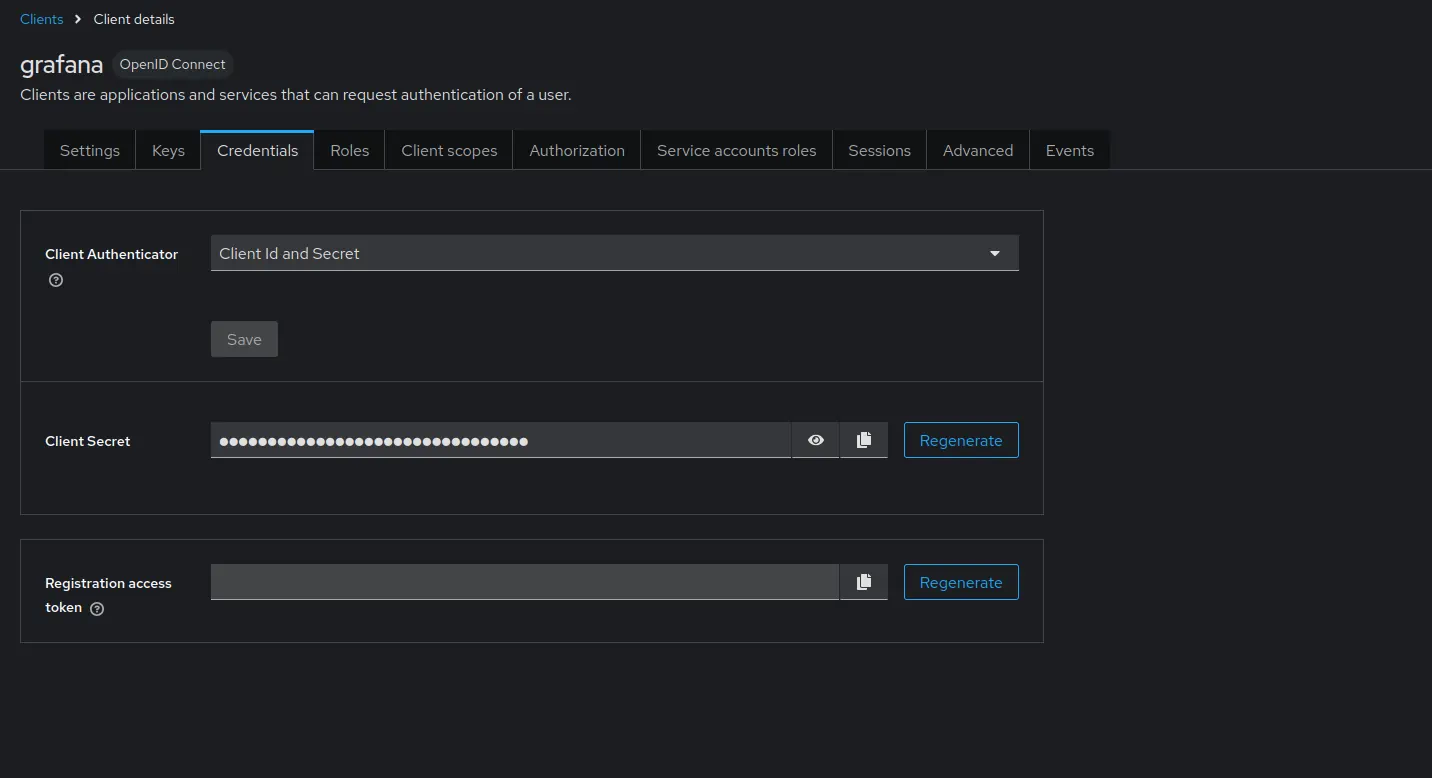 Clients > Client details
grafana OpenID Connect
Clients are applications and services that can request authentication of a user.
Settings Keys Credentials Roles Client scopes Authorization Service accounts roles Sessions Advanced Events
Client Authenticator Client Id and Secret
Save
Client Secret ●●●●●●●●●●●●●●●●●●●●●●●●●●●●●●●● Regenerate
Registration access Regenerate
token